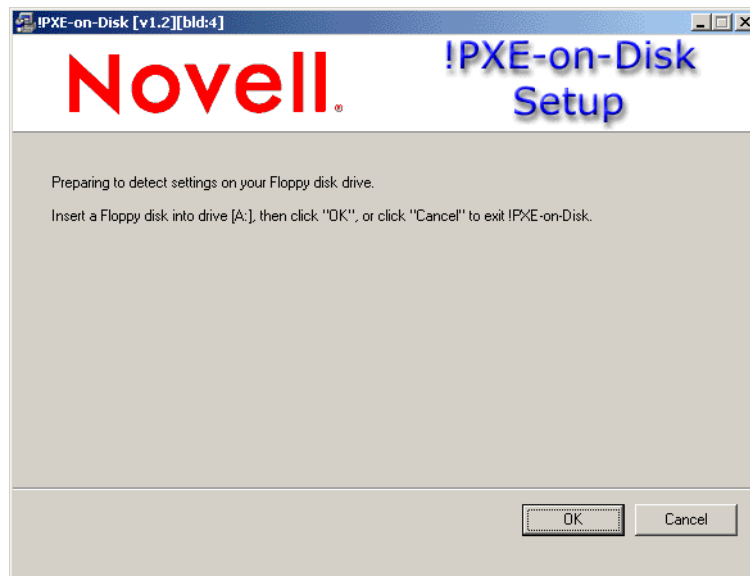 !PXE-on-Disk [v1.2][bld:4]
Novell®
!PXE-on-Disk
Setup
Preparing to detect settings on your Floppy disk drive.
Insert a Floppy disk into drive [A:], then click "OK", or click "Cancel" to exit !PXE-on-Disk.
OK
Cancel